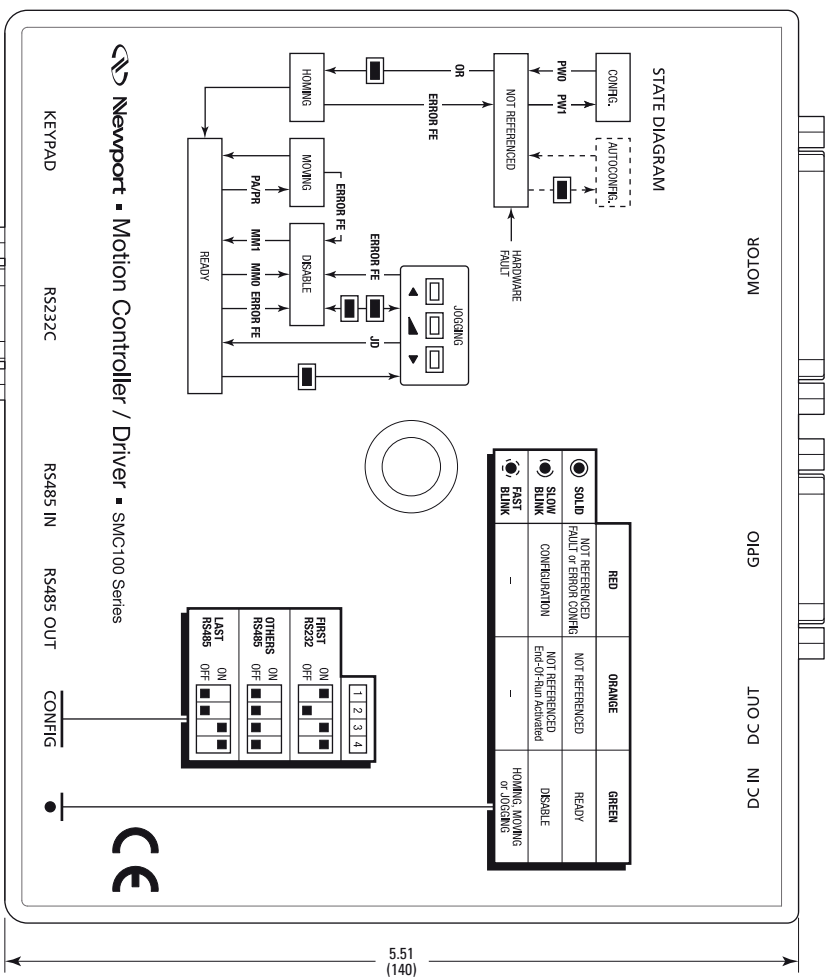 STATE DIAGRAM
CONFIG.
AUTOCONFIG.
PW0
PW1
NOT REFERENCED
HARDWARE
FAULT
OR
ERROR FE
HOMING
MOVING
ERROR FE
DISABLE
ERROR FE
JOGGING
PA/PR
MM1
MM0
ERROR FE
JD
READY
MOTOR
GPIO
DC OUT
DC IN
RED
ORANGE
GREEN
SOLID
NOT REFERENCED
FAULT or ERROR CONFIG
NOT REFERENCED
READY
SLOW
BLINK
CONFIGURATION
NOT REFERENCED
End-Of-Run Activated
DISABLE
FAST
BLINK
–
–
HOMING, MOVING
or JOGGING
1 2 3 4
FIRST
RS232
ON
OFF
OTHERS
RS485
ON
OFF
LAST
RS485
ON
OFF
Newport ▪ Motion Controller / Driver ▪ SMC100 Series
KEYPAD
RS232C
RS485 IN
RS485 OUT
CONFIG
CE
5.51
(140)